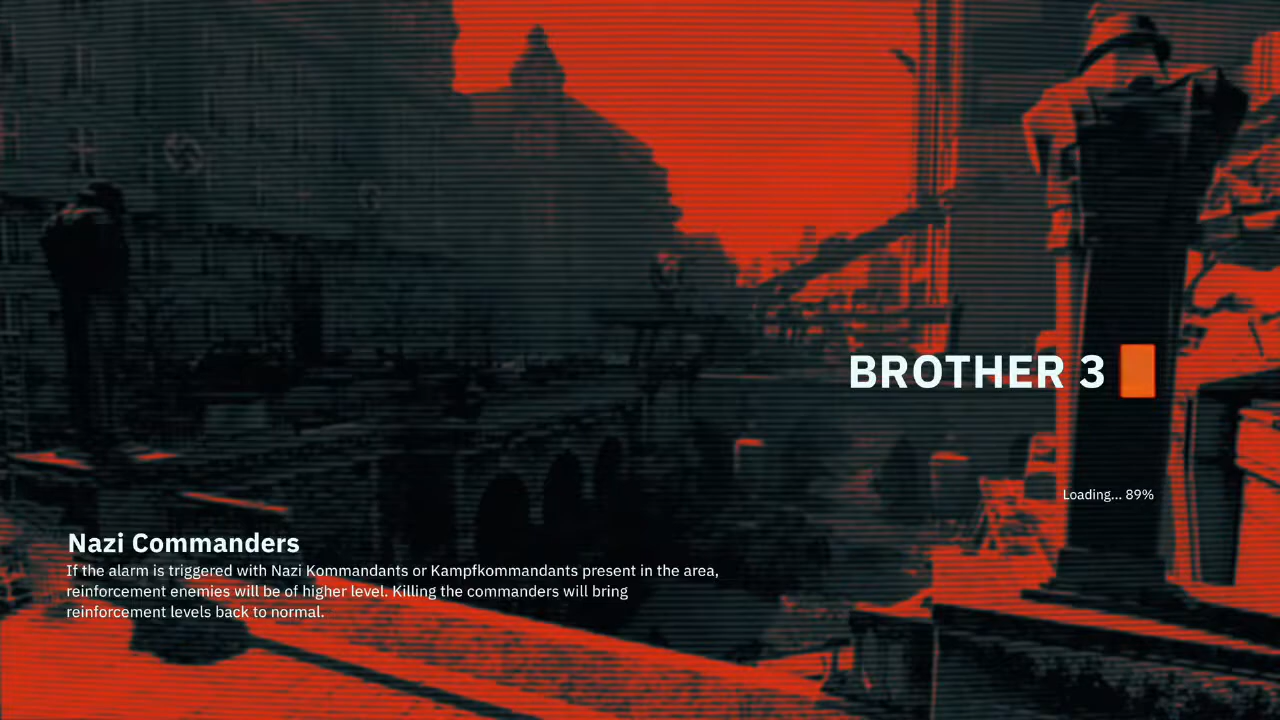 BROTHER 3
Loading... 89%
Nazi Commanders
If the alarm is triggered with Nazi Kommandants or Kampfkommandants present in the area,
reinforcement enemies will be of higher level. Killing the commanders will bring
reinforcement levels back to normal.